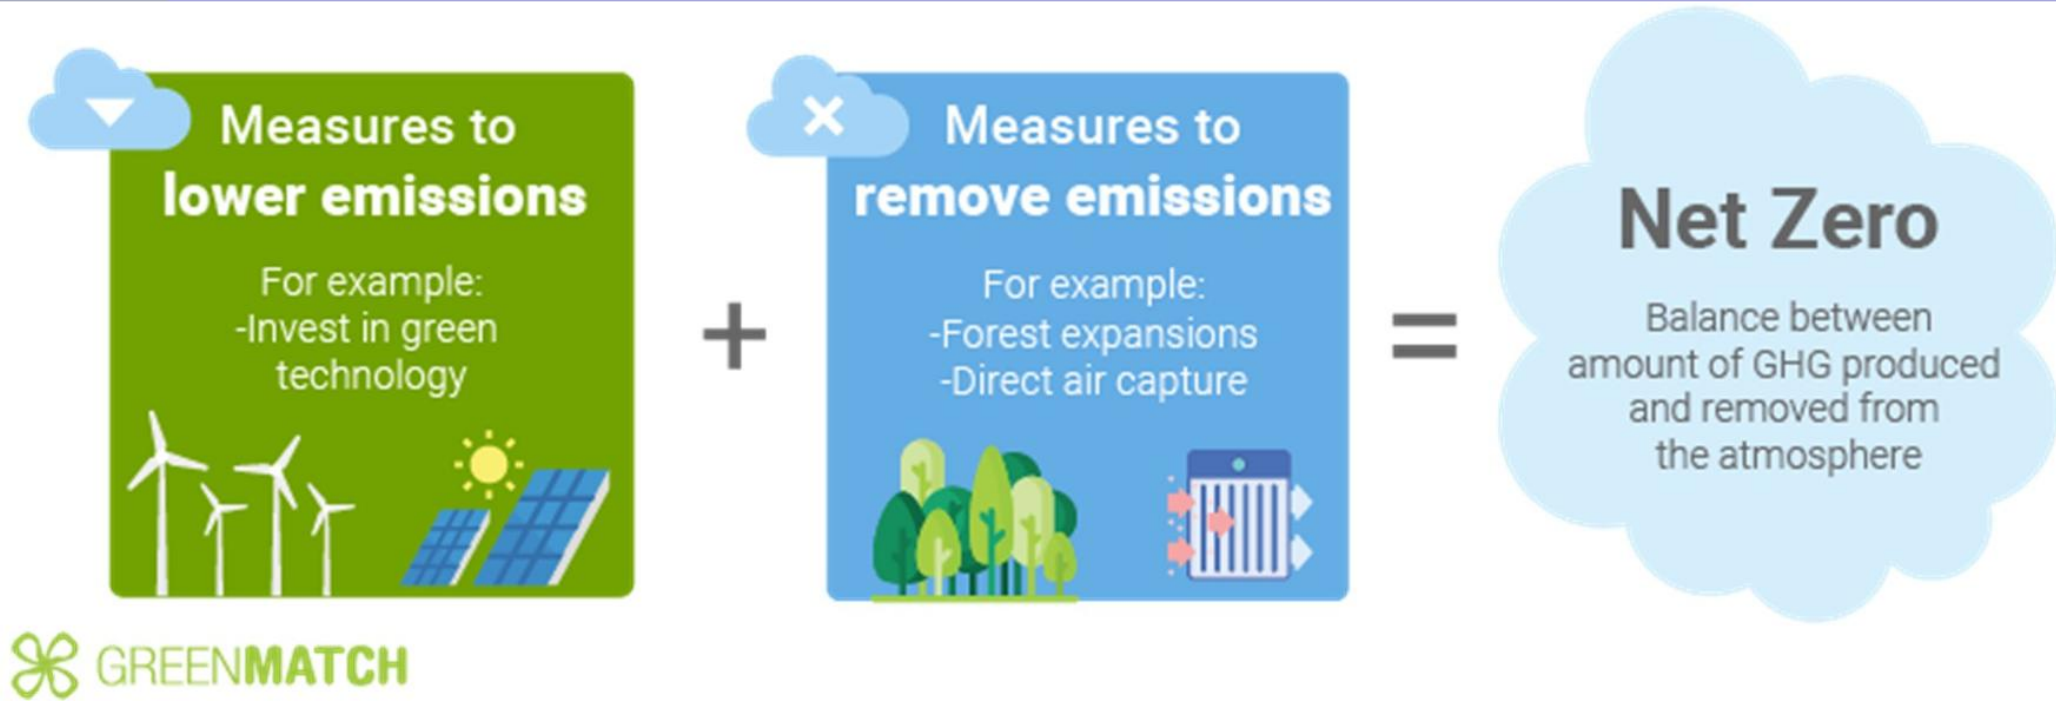 Measures to
lower emissions
For example:
-Invest in green
technology
+
Measures to
remove emissions
For example:
-Forest expansions
-Direct air capture
=
Net Zero
Balance between
amount of GHG produced
and removed from
the atmosphere
GREENMATCH